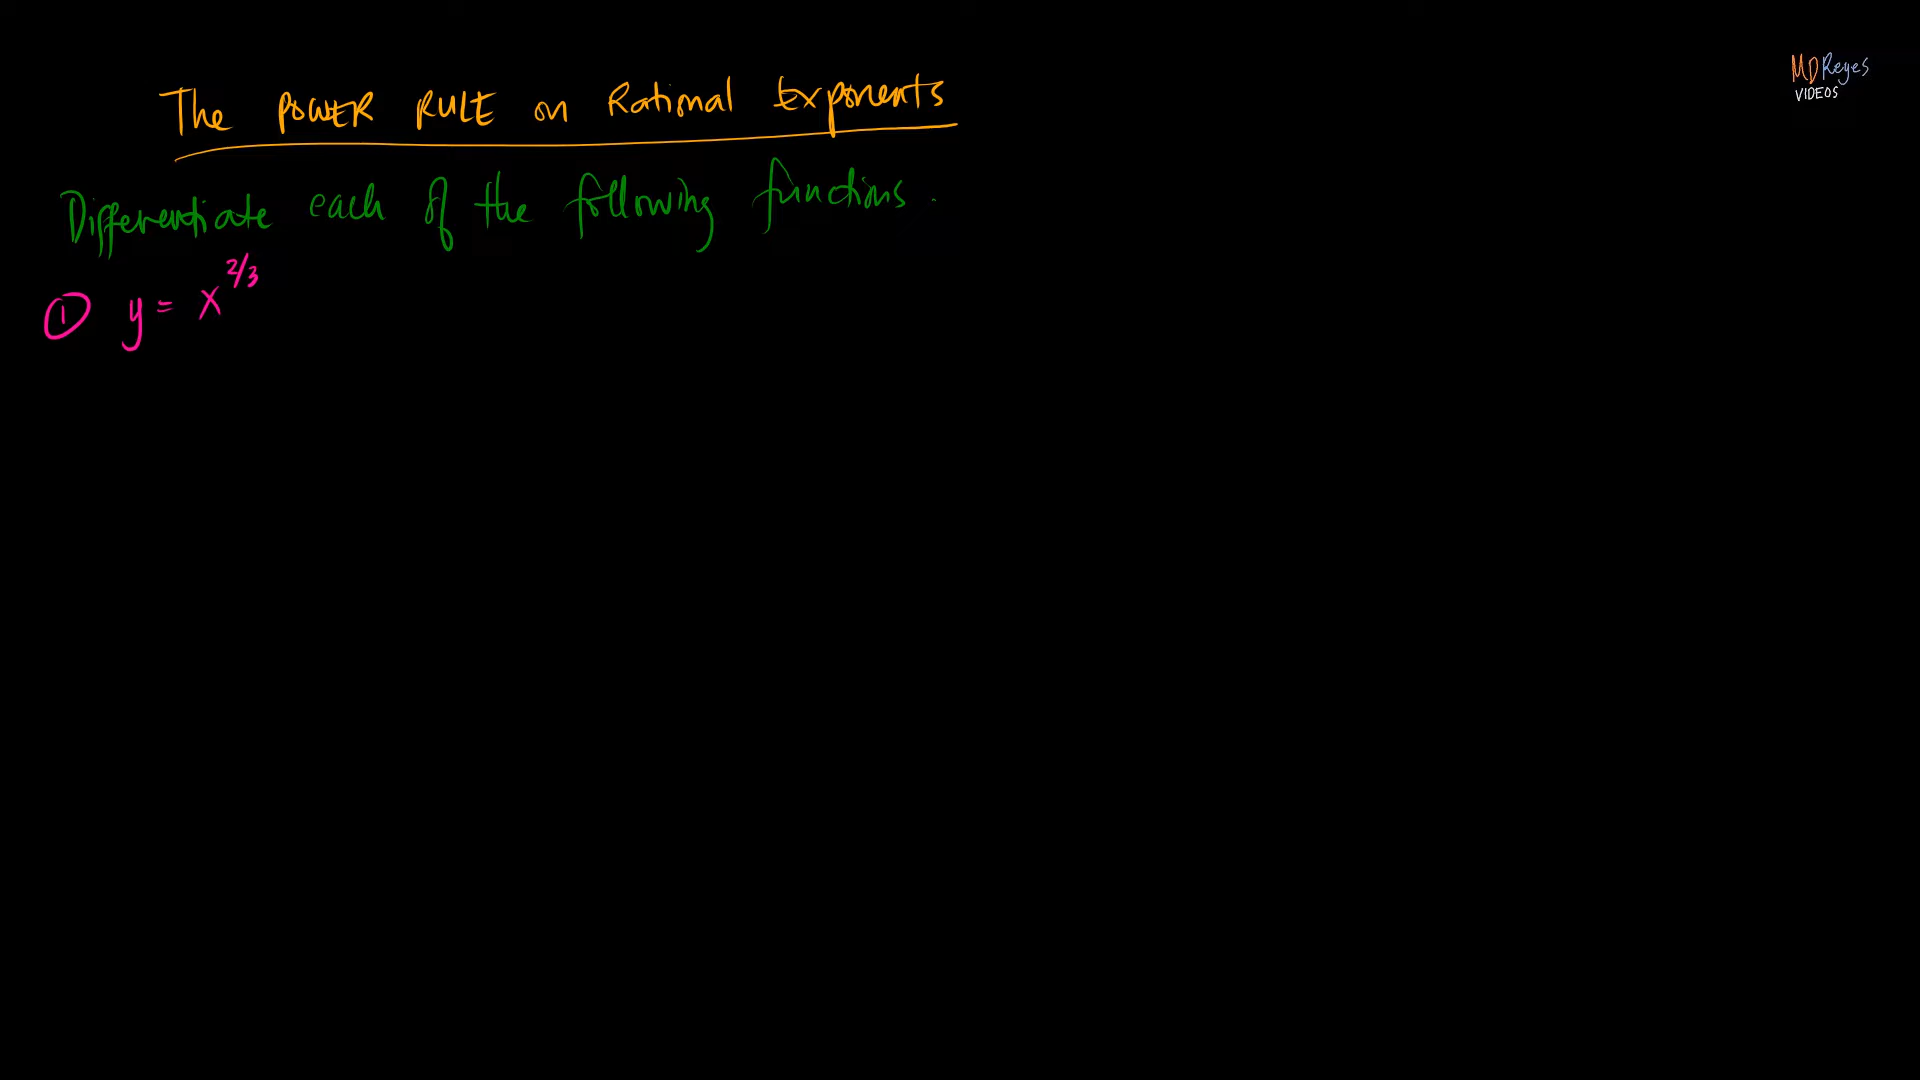 The POWER RULE on Rational Exponents
MDReyes
VIDEOS
Differentiate each of the following functions.
① y = x^2/3